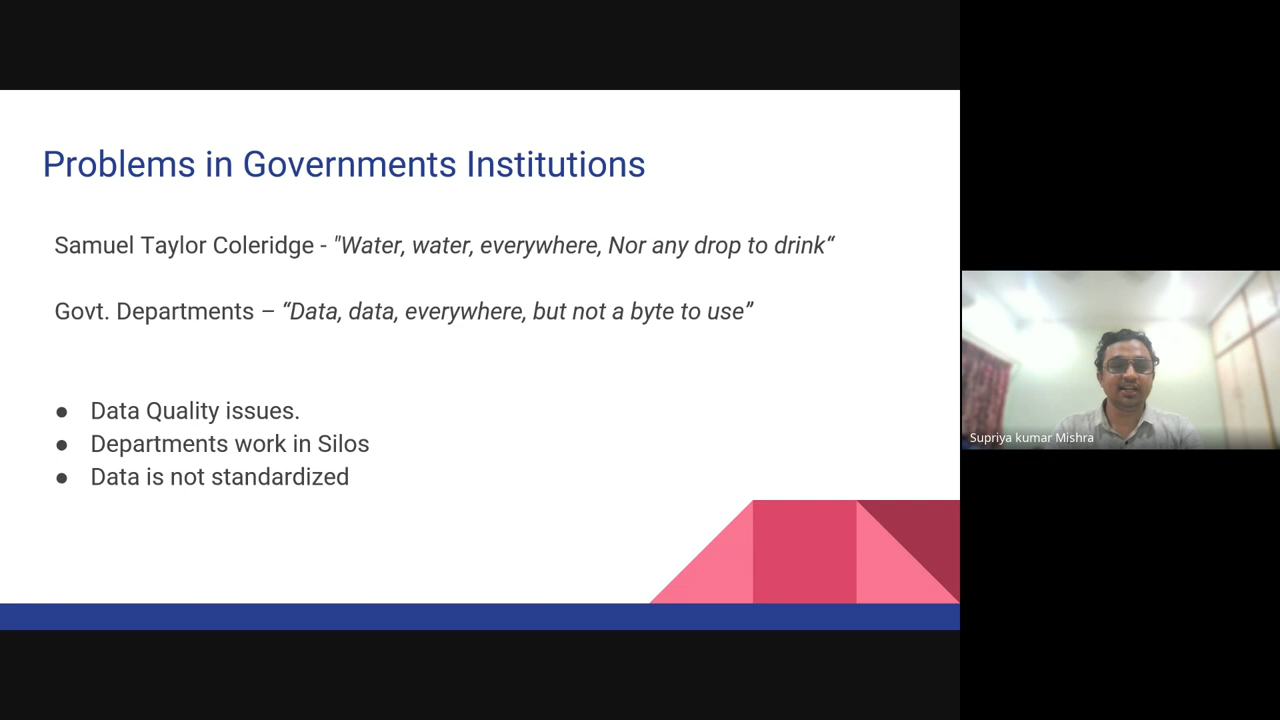 Problems in Governments Institutions
Samuel Taylor Coleridge - "Water, water, everywhere, Nor any drop to drink“
Govt. Departments – “Data, data, everywhere, but not a byte to use”
● Data Quality issues.
● Departments work in Silos
● Data is not standardized
Supriya kumar Mishra